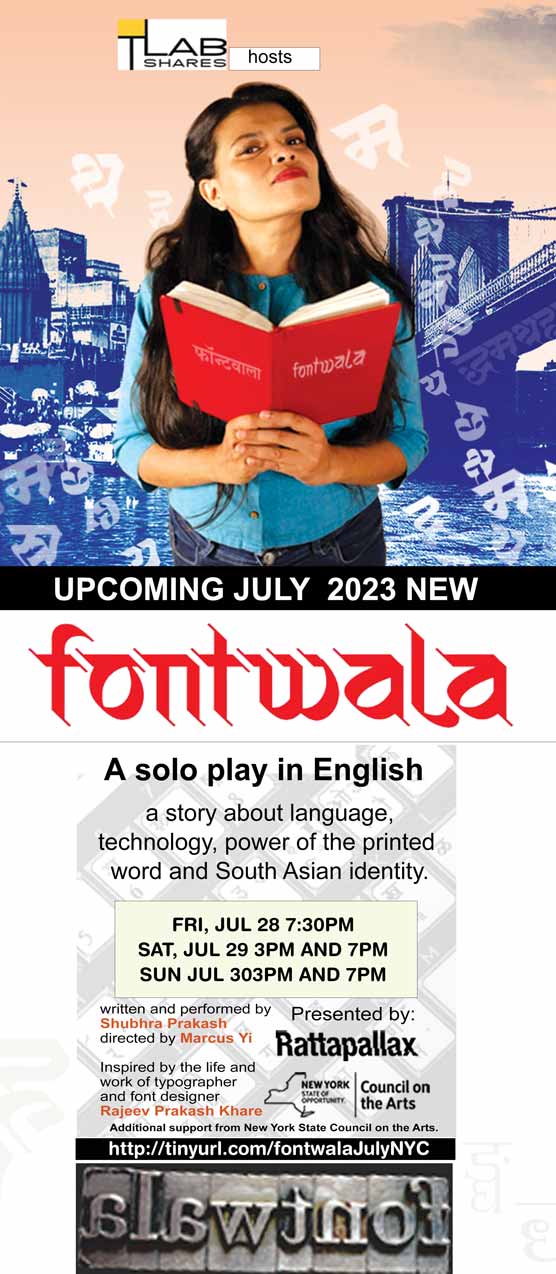 TLAB
SHARES
hosts
फॉन्टवाला
fontwala
UPCOMING JULY 2023 NEW
fontwala
A solo play in English
a story about language,
technology, power of the printed
word and South Asian identity.
FRI, JUL 28 7:30PM
SAT, JUL 29 3PM AND 7PM
SUN JUL 303PM AND 7PM
written and performed by
Shubhra Prakash
directed by Marcus Yi
Inspired by the life and
work of typographer
and font designer
Rajeev Prakash Khare
Presented by:
Rattapallax
NEW YORK
STATE OF
OPPORTUNITY.
Council on
the Arts
Additional support from New York State Council on the Arts.
http://tinyurl.com/fontwalaJulyNYC
fontwala